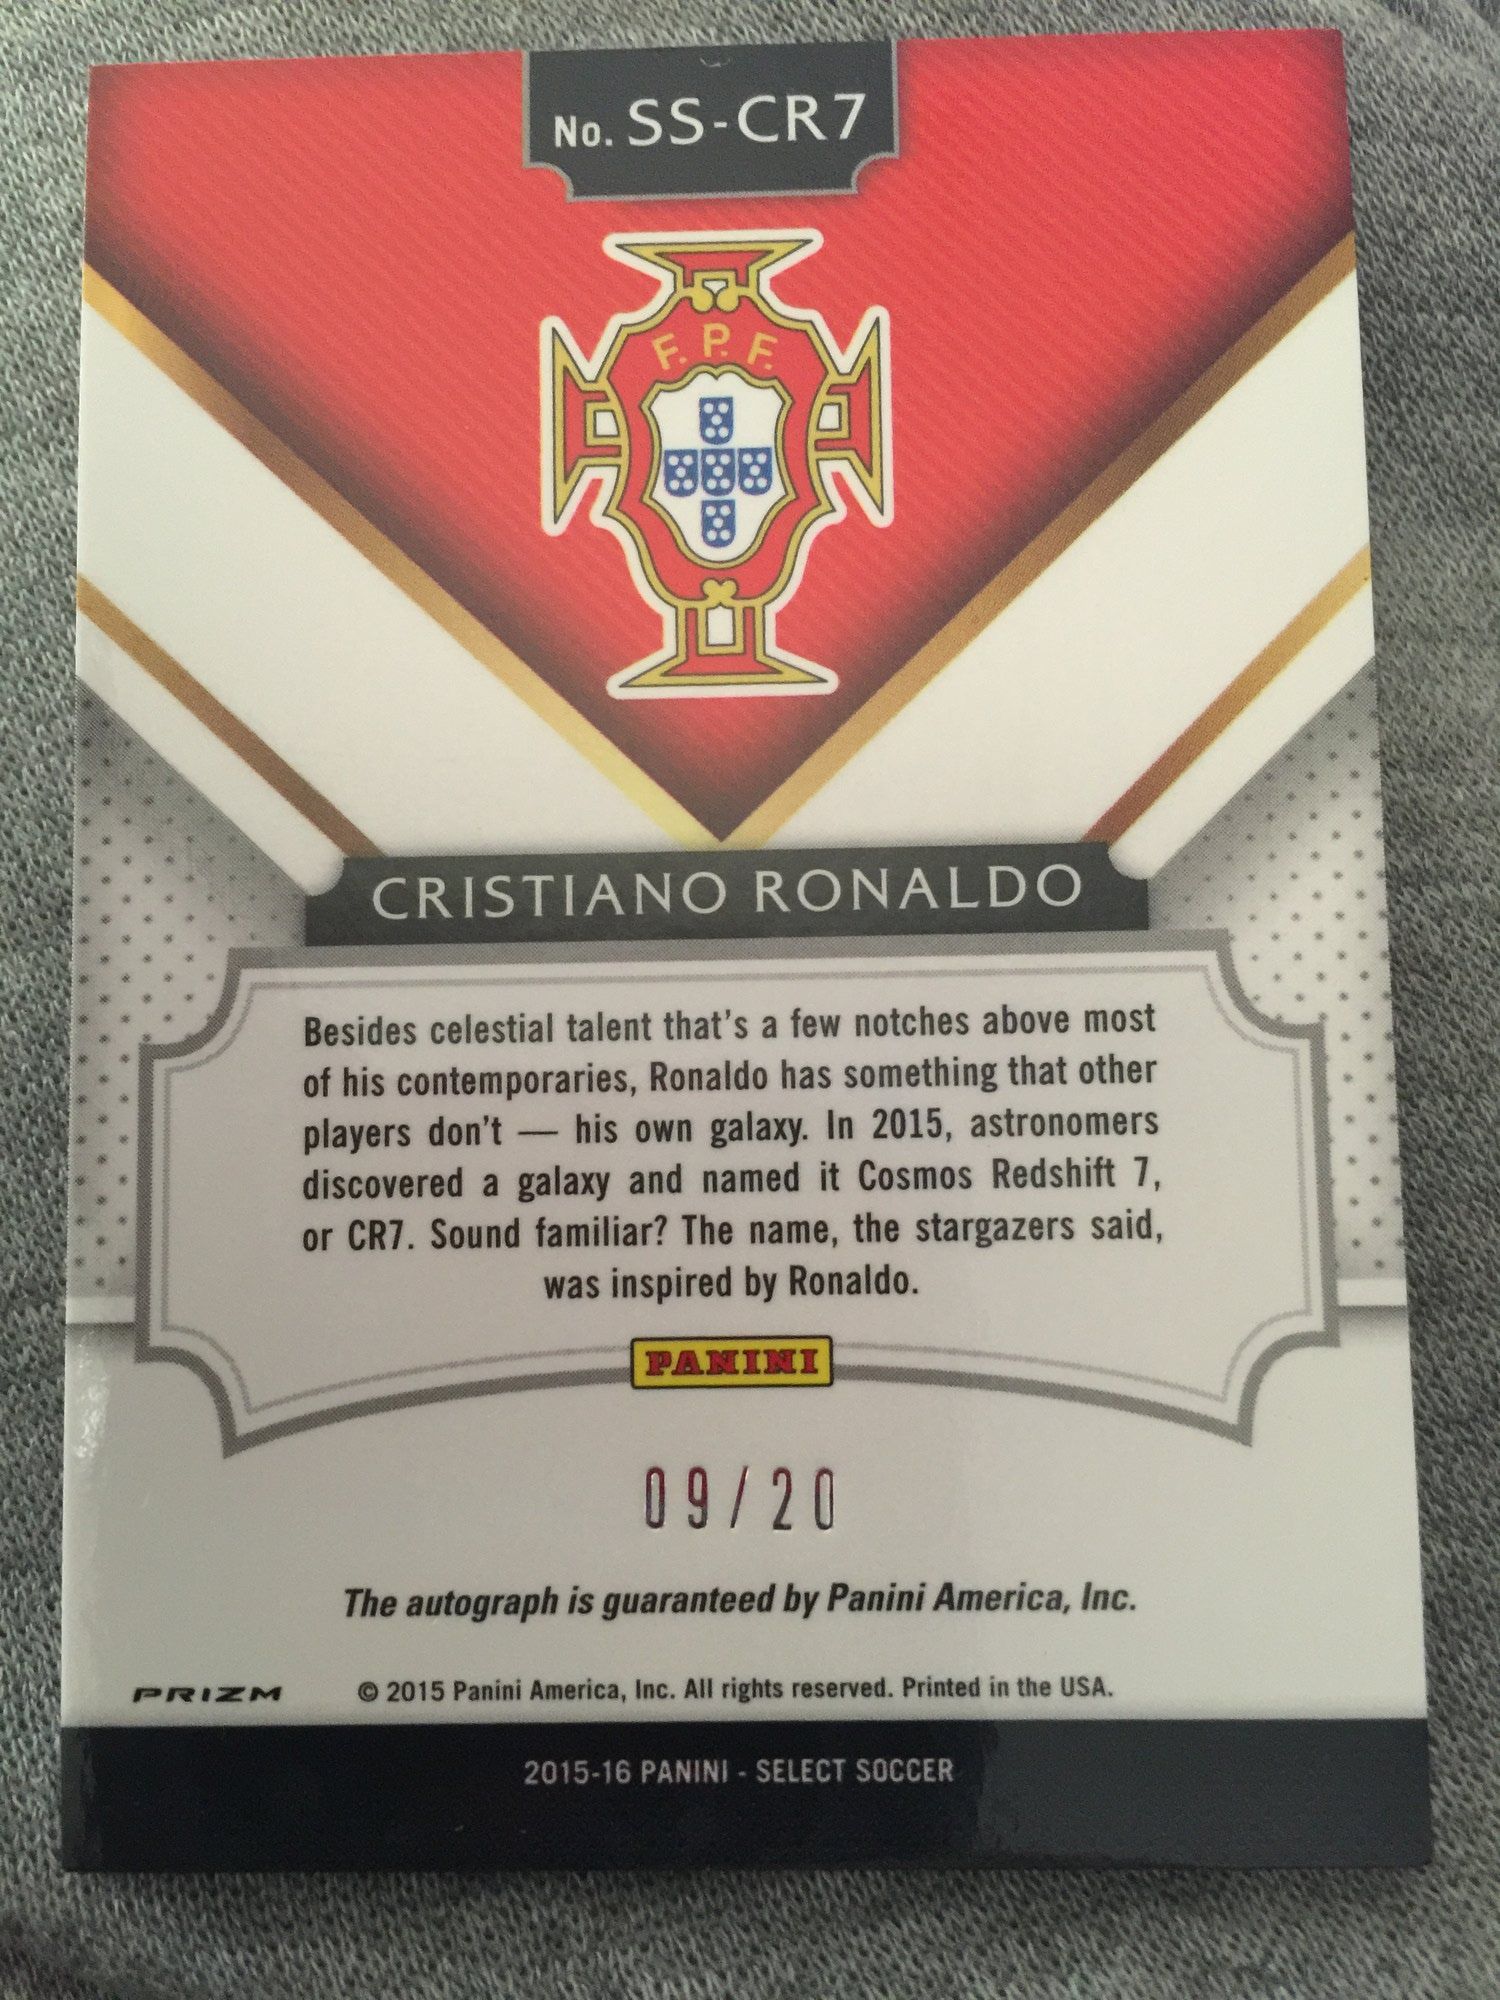 No. SS-CR7
F.P.F.
CRISTIANO RONALDO
Besides celestial talent that's a few notches above most
of his contemporaries, Ronaldo has something that other
players don't — his own galaxy. In 2015, astronomers
discovered a galaxy and named it Cosmos Redshift 7,
or CR7. Sound familiar? The name, the stargazers said,
was inspired by Ronaldo.
PANINI
09/20
The autograph is guaranteed by Panini America, Inc.
PRIZM © 2015 Panini America, Inc. All rights reserved. Printed in the USA.
2015-16 PANINI - SELECT SOCCER